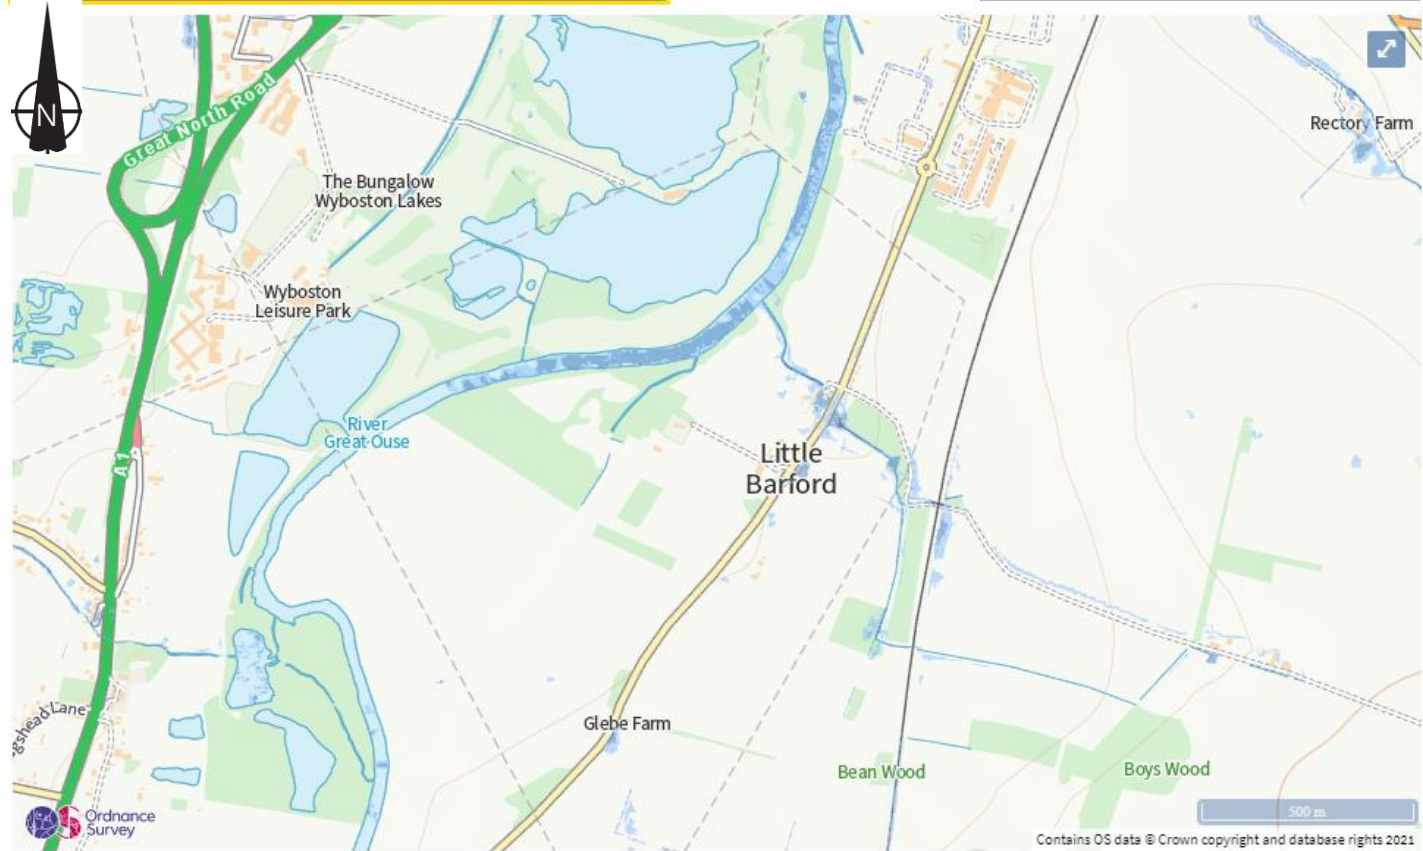 N
Great North Road
Rectory Farm
The Bungalow
Wyboston Lakes
Wyboston
Leisure Park
River
Great Ouse
A1
Little
Barford
gshead Lane
Glebe Farm
Bean Wood
Boys Wood
500 m
Ordnance
Survey
Contains OS data © Crown copyright and database rights 2021